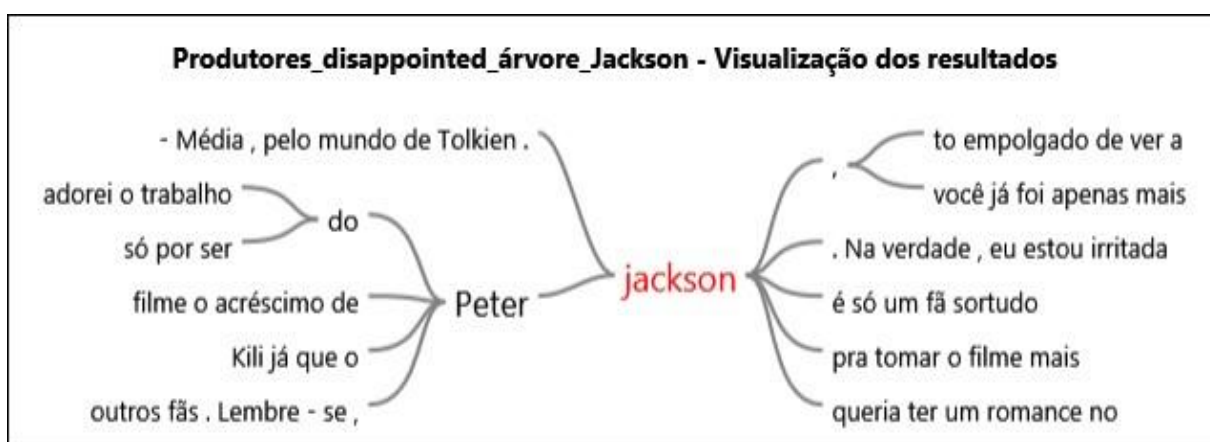 Produtores_disappointed_árvore_Jackson - Visualização dos resultados
- Média , pelo mundo de Tolkien .
adorei o trabalho
só por ser
do
filme o acréscimo de
Kili já que o
outros fãs . Lembre - se ,
Peter
jackson
,
to empolgado de ver a
você já foi apenas mais
. Na verdade , eu estou irritada
é só um fã sortudo
pra tomar o filme mais
queria ter um romance no